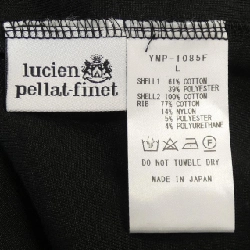 lucien
pellat-finet
YNP-1085F
L
SHELL1 61% COTTON
39% POLYESTER
SHELL2 100% COTTON
RIB 77% COTTON
14% NYLON
5% POLYESTER
4% POLYURETHANE
DO NOT TUMBLE DRY
MADE IN JAPAN